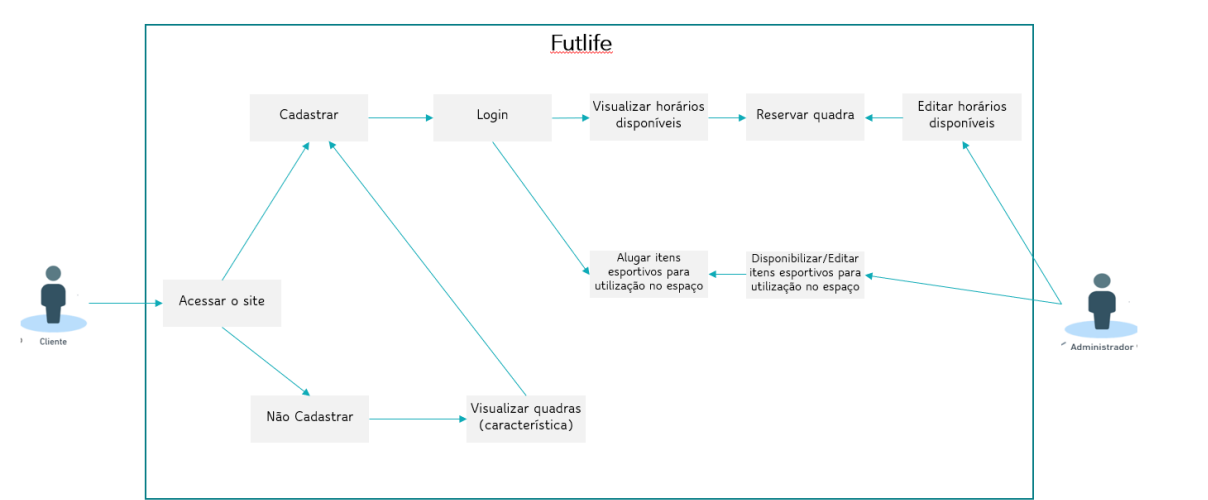 Futlife
Cadastrar
Login
Visualizar horários
disponíveis
Reservar quadra
Editar horários
disponíveis
Alugar itens
esportivos para
utilização no espaço
Disponibilizar/Editar
itens esportivos para
utilização no espaço
Acessar o site
Cliente
Administrador
Não Cadastrar
Visualizar quadras
(característica)